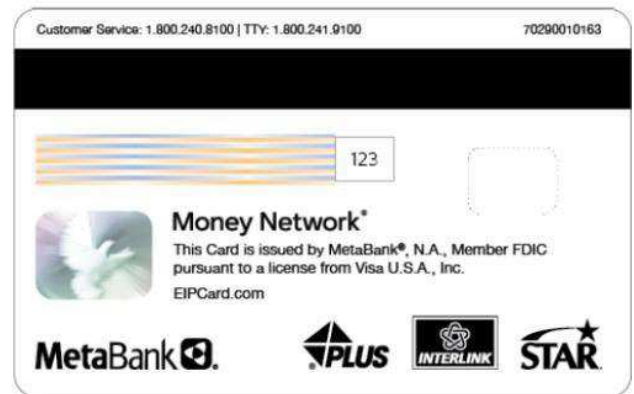 Customer Service: 1.800.240.8100 | TTY: 1.800.241.9100 70290010163
123
Money Network®
This Card is issued by MetaBank®, N.A., Member FDIC
pursuant to a license from Visa U.S.A., Inc.
EIPCard.com
MetaBank® PLUS INTERLINK STAR